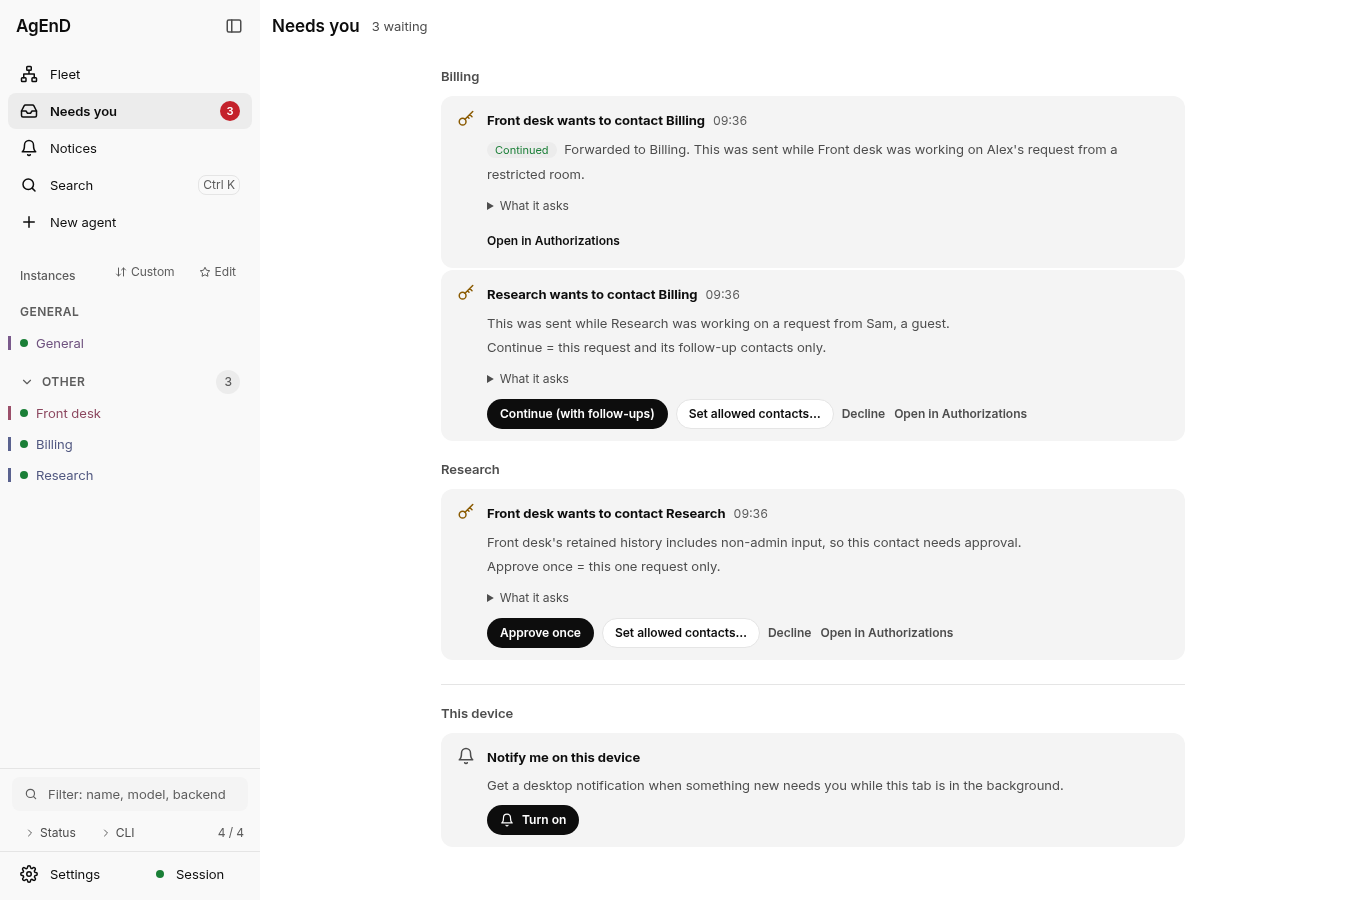 AgEnD
Fleet
Needs you 3
Notices
Search Ctrl K
New agent
Instances Custom Edit
GENERAL
General
OTHER 3
Front desk
Billing
Research
Filter: name, model, backend
Status CLI 4 / 4
Settings Session
Needs you 3 waiting
Billing
Front desk wants to contact Billing 09:36
Continued Forwarded to Billing. This was sent while Front desk was working on Alex's request from a
restricted room.
What it asks
Open in Authorizations
Research wants to contact Billing 09:36
This was sent while Research was working on a request from Sam, a guest.
Continue = this request and its follow-up contacts only.
What it asks
Continue (with follow-ups) Set allowed contacts... Decline Open in Authorizations
Research
Front desk wants to contact Research 09:36
Front desk's retained history includes non-admin input, so this contact needs approval.
Approve once = this one request only.
What it asks
Approve once Set allowed contacts... Decline Open in Authorizations
This device
Notify me on this device
Get a desktop notification when something new needs you while this tab is in the background.
Turn on